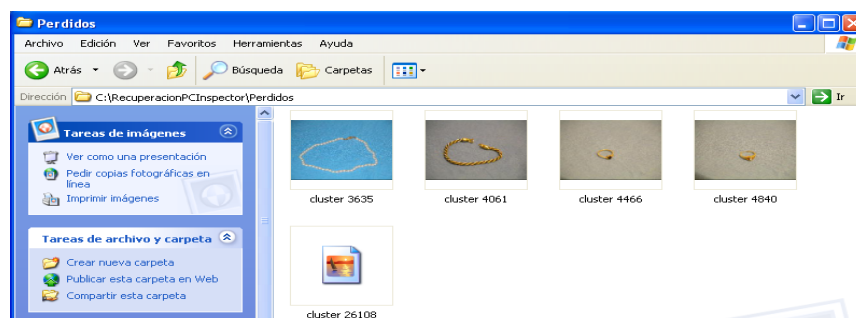 Perdidos
Archivo Edición Ver Favoritos Herramientas Ayuda
Atrás Búsqueda Carpetas
Dirección C:\RecuperacionPCInspector\Perdidos Ir
Tareas de imágenes
Ver como una presentación
Pedir copias fotográficas en
línea
Imprimir imágenes
Tareas de archivo y carpeta
Crear nueva carpeta
Publicar esta carpeta en Web
Compartir esta carpeta
cluster 3635 cluster 4061 cluster 4466 cluster 4840
cluster 26108